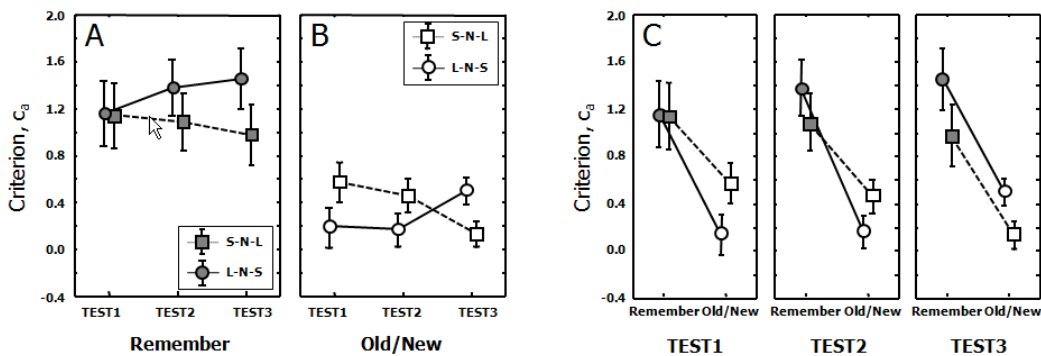 A
B
C
Criterion, ca
2.0
1.6
1.2
0.8
0.4
0.0
-0.4
S-N-L
L-N-S
TEST1 TEST2 TEST3
Remember
S-N-L
L-N-S
TEST1 TEST2 TEST3
Old/New
Criterion, ca
2.0
1.6
1.2
0.8
0.4
0.0
-0.4
Remember Old/New
TEST1
Remember Old/New
TEST2
Remember Old/New
TEST3